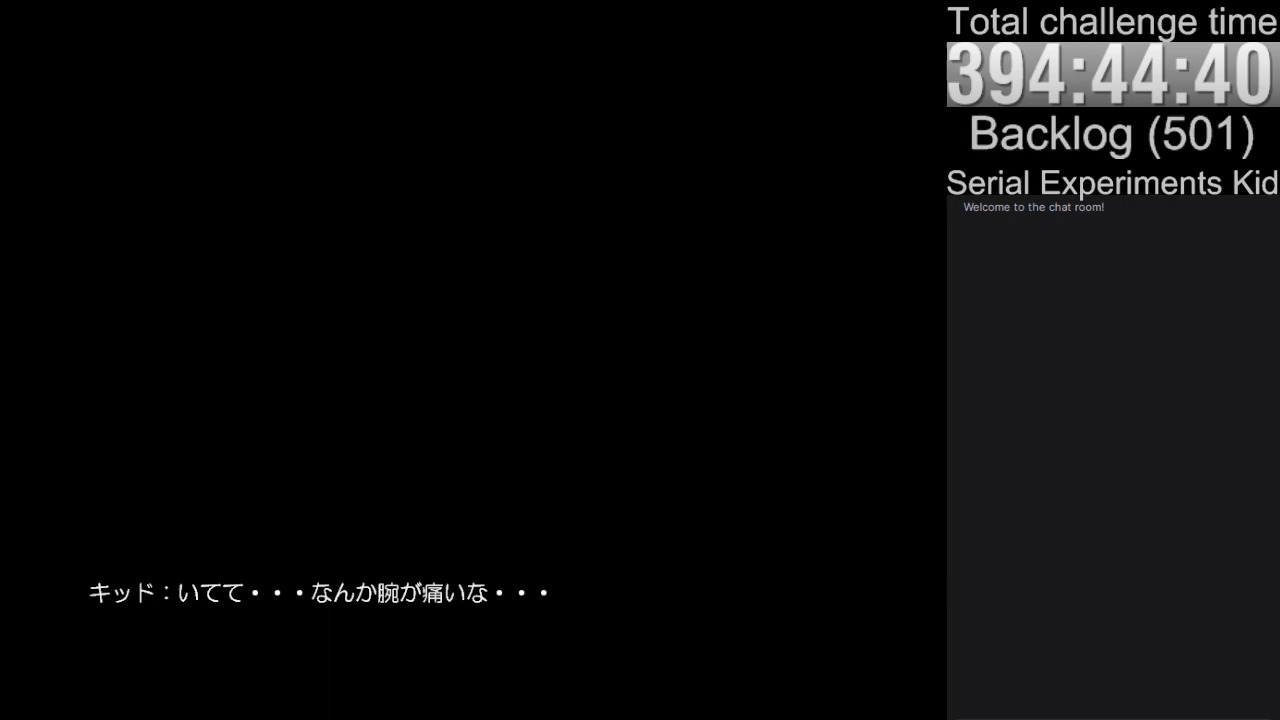 Total challenge time
394:44:40
Backlog (501)
Serial Experiments Kid
Welcome to the chat room!
キッド：いてて・・・なんか腕が痛いな・・・